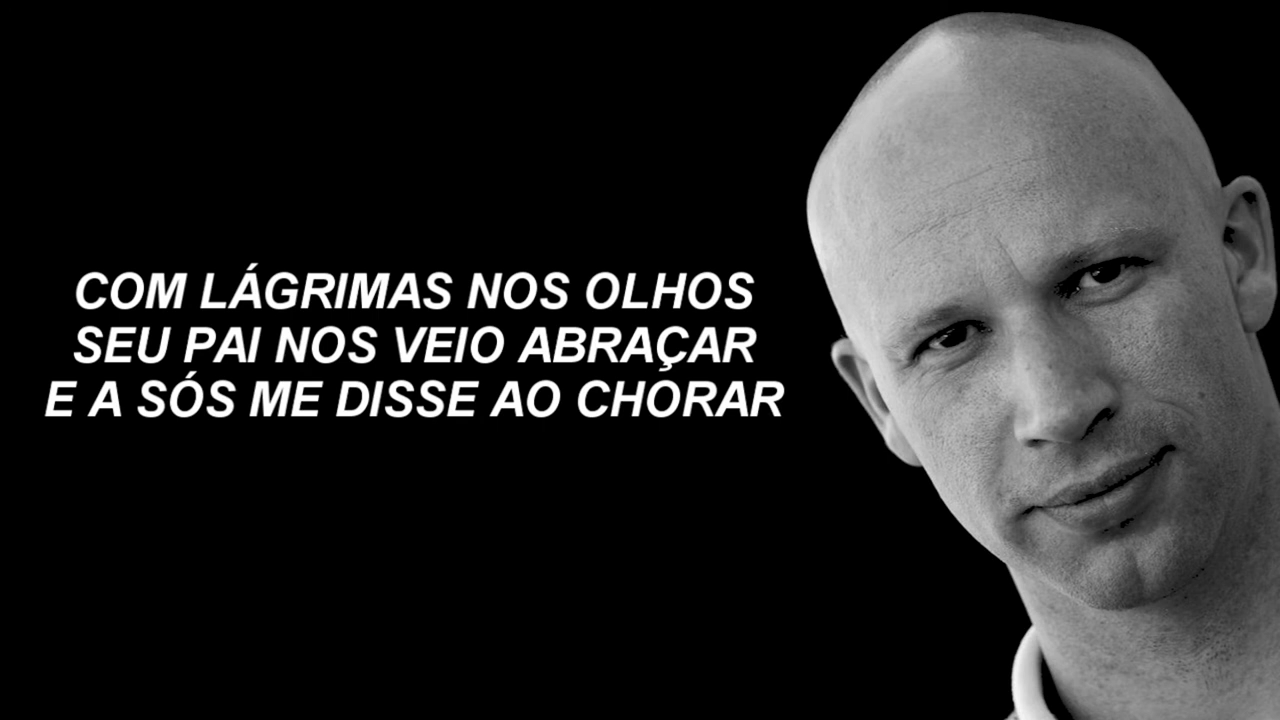 COM LÁGRIMAS NOS OLHOS
SEU PAI NOS VEIO ABRAÇAR
E A SÓS ME DISSE AO CHORAR